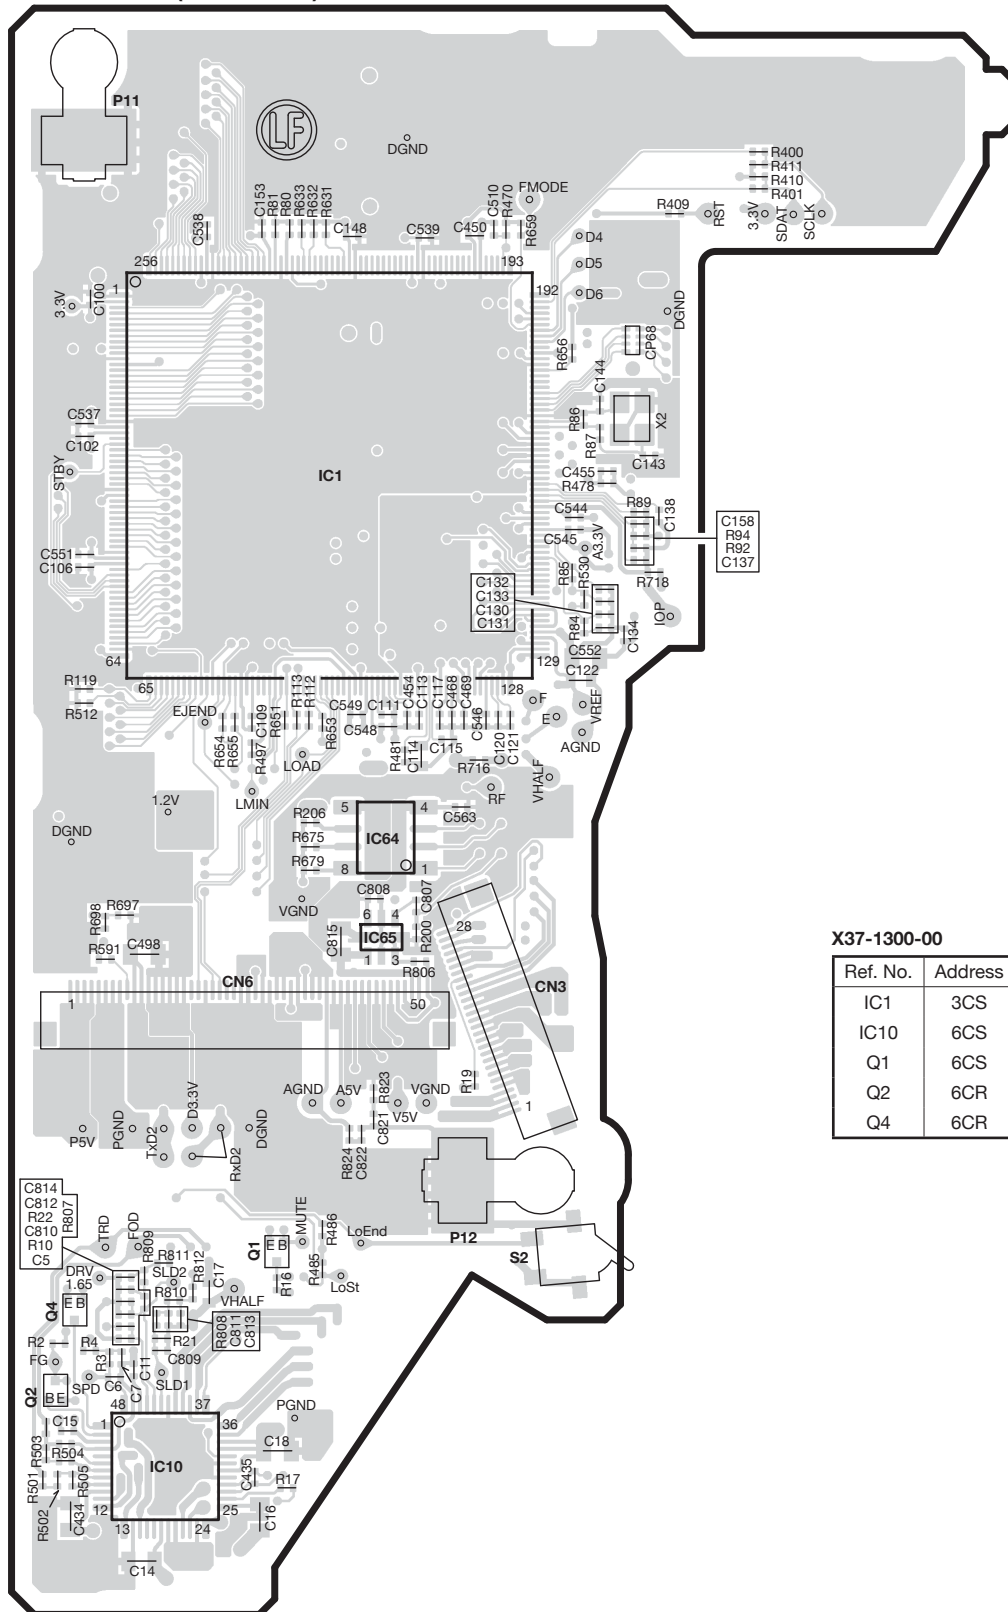 P11
LF
DGND
R400
R411
R410
R401
C538
C153
R81
R80
R633
R632
R631
C148
C539
C450
C510
R470
R659
FMODE
R409
RST
3.3V
SDAT
SCLK
D4
D5
D6
DGND
256
193
1
192
3.3V
C100
R656
CP68
C144
R86
R87
X2
C143
C537
C102
STBY
IC1
C455
R478
C544
C545
A3.3V
R89
C138
C158
R94
R92
C137
C551
C106
R85
R530
R718
C132
C133
C130
C131
R84
C134
IOP
C552
C122
64
129
65
128
R119
R512
EJEND
R654
R655
C109
R497
R651
R113
R112
R653
LOAD
LMIN
C549
C548
C111
C454
C113
R481
C114
C117
C468
C469
C115
C546
R716
C120
C121
F
E
VREF
AGND
VHALF
RF
1.2V
DGND
R206
R675
R679
5
4
IC64
8
1
C563
VGND
C808
C807
6
4
IC65
1
3
C815
R200
R806
R698
R697
R591
C498
CN6
1
50
28
CN3
1
R19
AGND
A5V
R823
C821
V5V
VGND
R824
C822
P5V
PGND
TxD2
D3.3V
RxD2
DGND
C814
C812
R22
C810
R10
C5
R807
TRD
FOD
R809
R811
SLD2
R812
C17
R810
VHALF
DRV
1.65
Q1
EB
R16
MUTE
R486
R485
LoEnd
LoSt
P12
S2
Q4
EB
R808
C811
C813
R2
R4
R21
C809
FG
R3
C6
C7
C11
SLD1
SPD
Q2
BE
48
37
1
36
IC10
12
25
13
24
PGND
C15
R503
R504
R501
R502
R505
C434
C18
C435
R17
C16
C14
X37-1300-00
Ref. No. Address
IC1 3CS
IC10 6CS
Q1 6CS
Q2 6CR
Q4 6CR